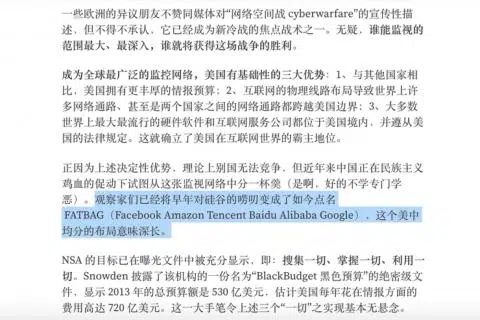 一些欧洲的异议朋友不赞同媒体对“网络空间战 cyberwarfare”的宣传性描
述，但不得不承认，它已经成为新冷战的焦点战术之一。无疑，谁能监视的
范围最大、最深入，谁就将获得这场战争的胜利。
成为全球最广泛的监控网络，美国有基础性的三大优势：1、与其他国家相
比，美国拥有更丰厚的情报预算；2、互联网的物理线路布局导致世界上许
多网络通路、甚至是两个国家之间的网络通路都跨越美国边界；3、大多数
世界上最大最流行的硬件软件和互联网服务公司都位于美国境内，并遵从美
国的法律规定。这就确立了美国在互联网世界的霸主地位。
正因为上述决定性优势，理论上别国无法竞争，但近年来中国正在民族主义
鸡血的促动下试图从这张监视网络中分一杯羹（是啊，好的不学专门学
恶）。观察家们已经将早年对硅谷的唠叨变成了如今点名
FATBAG（Facebook Amazon Tencent Baidu Alibaba Google），这个美中
均分的布局意味深长。
NSA 的目标已在曝光文件中被充分显示，即：搜集一切、掌握一切、利用一
切。Snowden 披露了该机构的一份名为“BlackBudget 黑色预算”的绝密文
件，显示 2013 年的总预算额是 530 亿美元，估计美国每年花在情报方面的
费用高达 720 亿美元。这一大手笔令上述三个“一切”之实现基本无悬念。